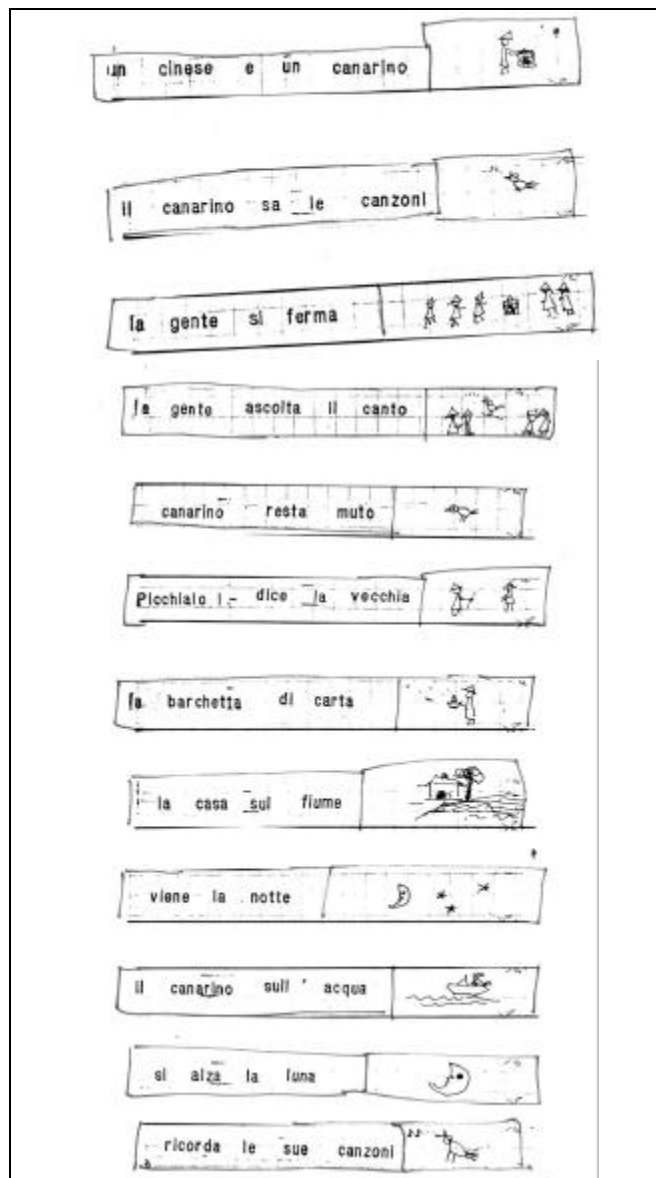 un cinese e un canarino
il canarino sa le canzoni
la gente si ferma
la gente ascolta il canto
canarino resta muto
Picchialo ! - dice la vecchia
la barchetta di carta
la casa sul fiume
viene la notte
il canarino sull ' acqua
si alza la luna
ricorda le sue canzoni